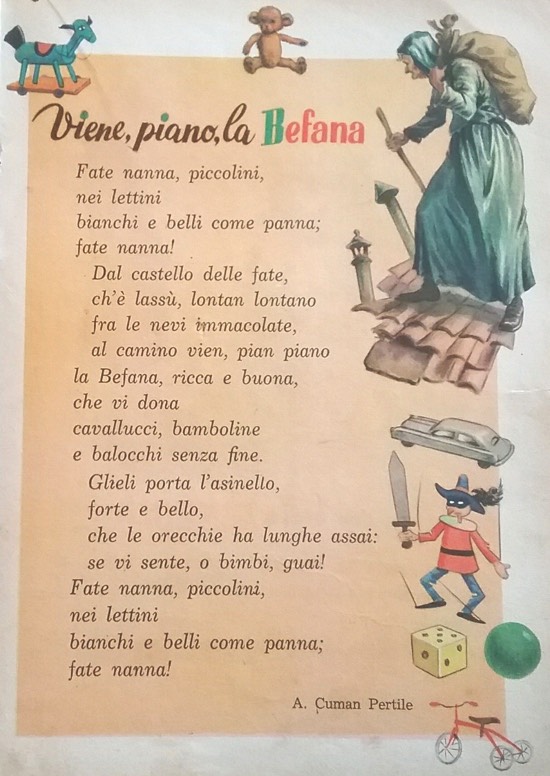 Viene, piano, la Befana
Fate nanna, piccolini,
nei lettini
bianchi e belli come panna;
fate nanna!
Dal castello delle fate,
ch'è lassù, lontan lontano
fra le nevi immacolate,
al camino vien, pian piano
la Befana, ricca e buona,
che vi dona
cavallucci, bamboline
e balocchi senza fine.
Glieli porta l'asinello,
forte e bello,
che le orecchie ha lunghe assai:
se vi sente, o bimbi, guai!
Fate nanna, piccolini,
nei lettini
bianchi e belli come panna;
fate nanna!
A. Cuman Pertile